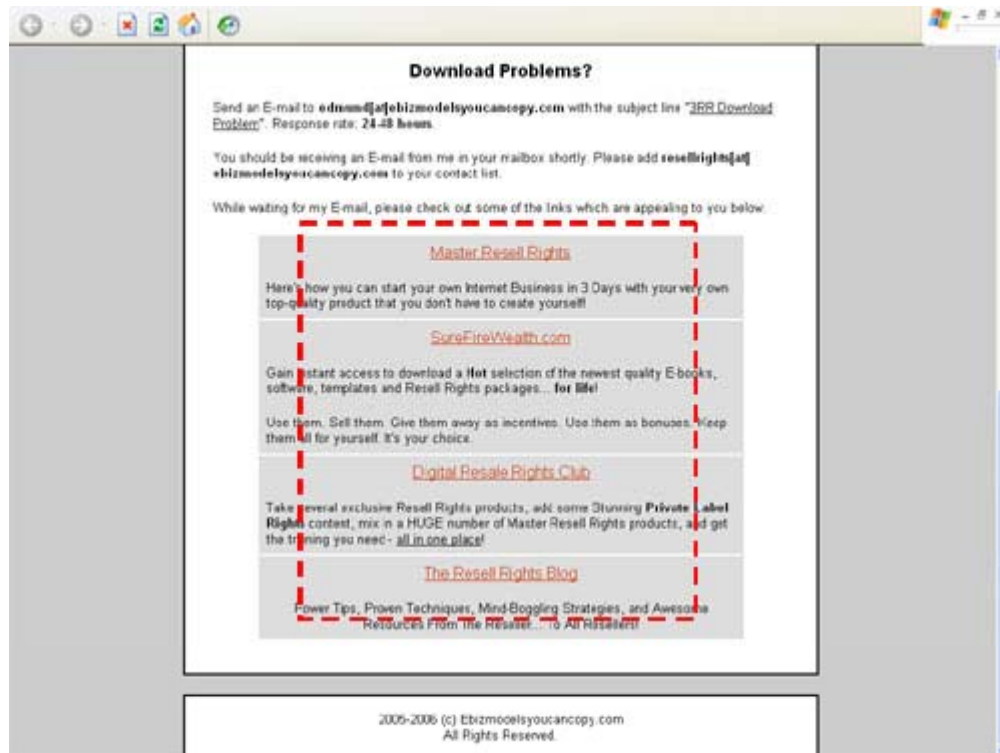 Download Problems?
Send an E-mail to edmund[at]ebizmodelsyoucancopy.com with the subject line "3RR Download
Problem". Response rate: 24-48 hours.
You should be receiving an E-mail from me in your mailbox shortly. Please add resellrights[at]
ebizmodelsyoucancopy.com to your contact list.
While waiting for my E-mail, please check out some of the links which are appealing to you below.
Master Resell Rights
Here's how you can start your own Internet Business in 3 Days with your very own
top-quality product that you don't have to create yourself!
SureFireWealth.com
Gain instant access to download a Hot selection of the newest quality E-books,
software, templates and Resell Rights packages... for life!
Use them. Sell them. Give them away as incentives. Use them as bonuses. Keep
them all for yourself. It's your choice.
Digital Resale Rights Club
Take several exclusive Resell Rights products, add some Stunning Private Label
Rights content, mix in a HUGE number of Master Resell Rights products, and get
the training you need - all in one place!
The Resell Rights Blog
Power Tips, Proven Techniques, Mind-Boggling Strategies, and Awesome
Resources From The Reseller... To All Resellers!
2005-2006 (c) Ebizmodelsyoucancopy.com
All Rights Reserved.